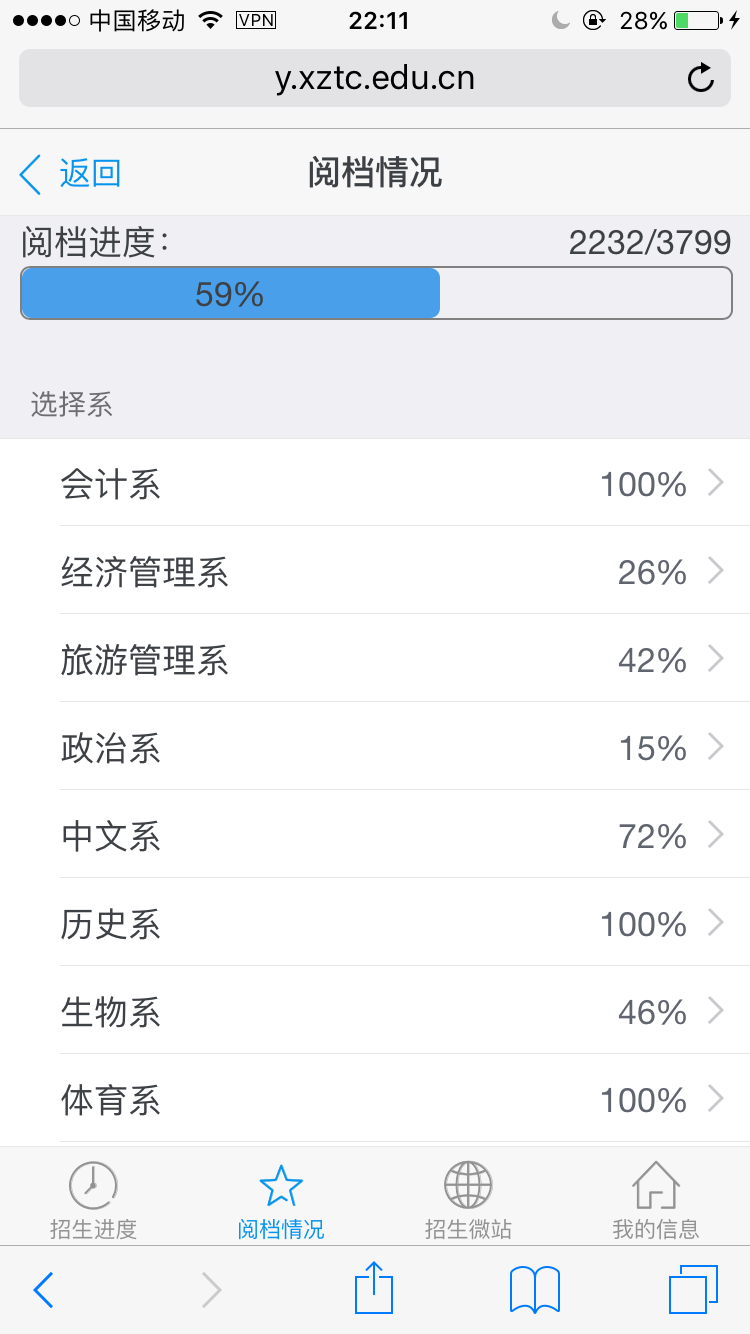 中国移动 VPN 22:11 28%
y.xztc.edu.cn
返回 阅档情况
阅档进度: 2232/3799
59%
选择系
会计系 100%
经济管理系 26%
旅游管理系 42%
政治系 15%
中文系 72%
历史系 100%
生物系 46%
体育系 100%
招生进度 阅档情况 招生微站 我的信息